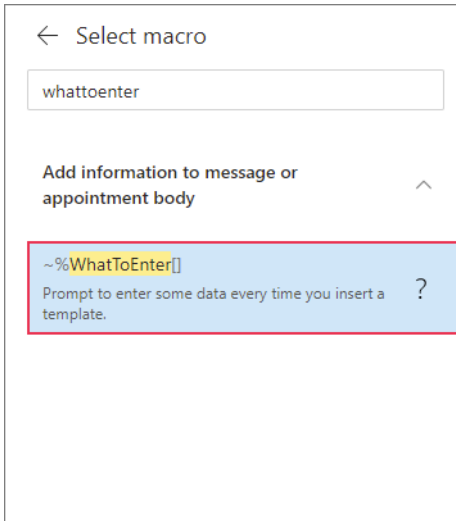 ← Select macro
whattoenter
Add information to message or
appointment body
~%WhatToEnter[]
Prompt to enter some data every time you insert a
template.
?